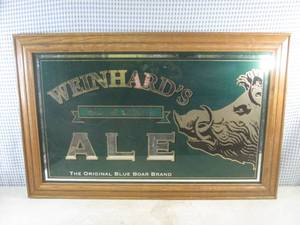 WEINHARD'S
ALE
THE ORIGINAL BLUE BOAR BRAND